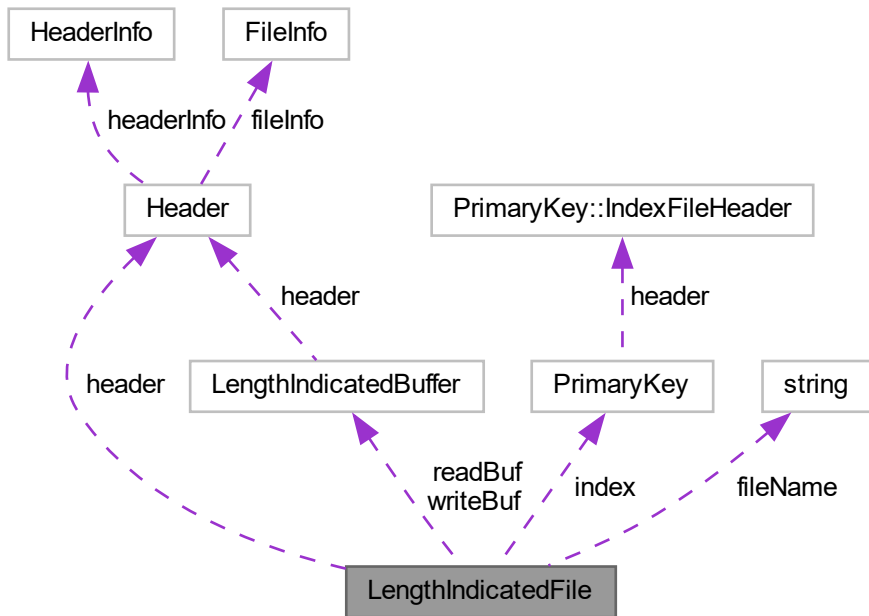 HeaderInfo
FileInfo
headerInfo
fileInfo
Header
PrimaryKey::IndexFileHeader
header
header
header
LengthIndicatedBuffer
PrimaryKey
string
readBuf
writeBuf
index
fileName
LengthIndicatedFile